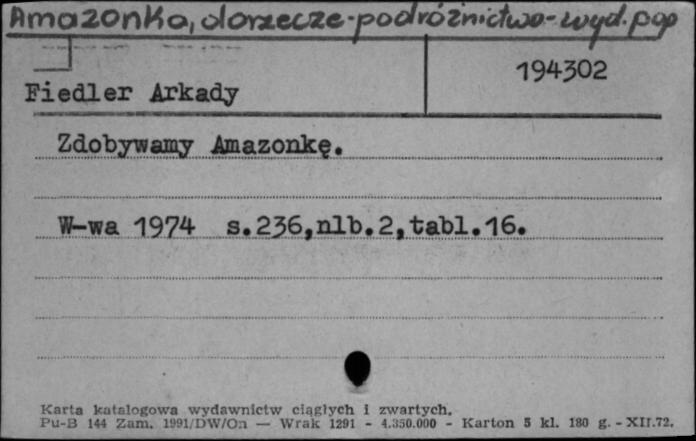 Amazonka, dorzecze-podróżnictwo-wyd. pop
194302
Fiedler Arkady
Zdobywamy Amazonkę.
W-wa 1974 s.236,nlb.2,tabl.16.
Karta katalogowa wydawnictw ciągłych i zwartych.
Pu-B 144 Zam. 1991/DW/On — Wrak 1291 - 4.350.000 - Karton 5 kl. 180 g. - XII.72.